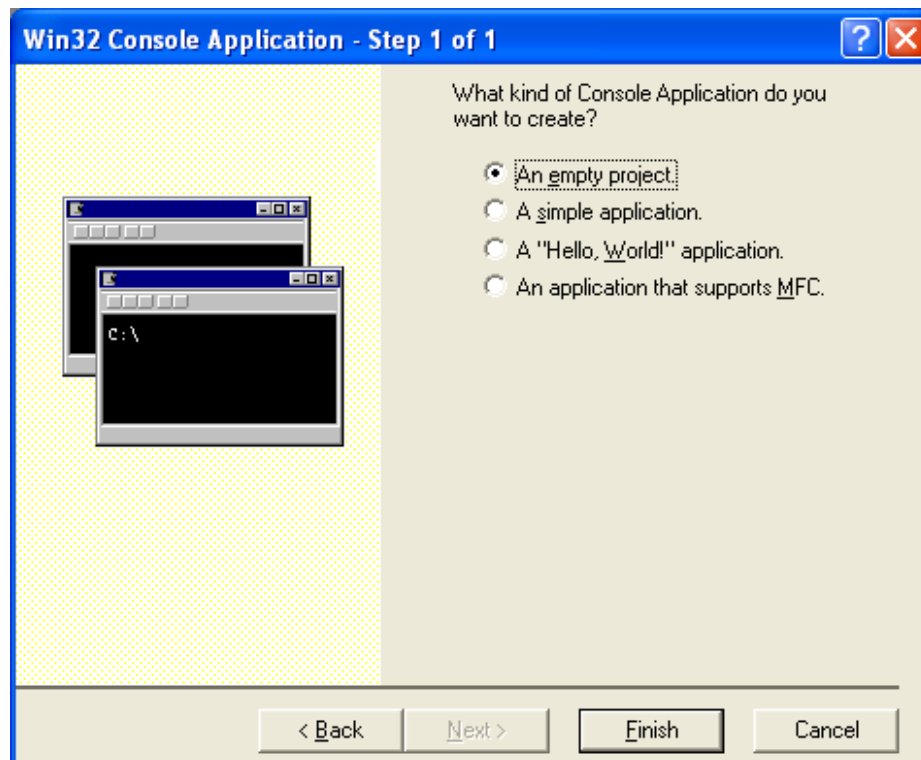 Win32 Console Application - Step 1 of 1
What kind of Console Application do you
want to create?
An empty project.
A simple application.
A "Hello, World!" application.
An application that supports MFC.
C:\
< Back
Next >
Finish
Cancel